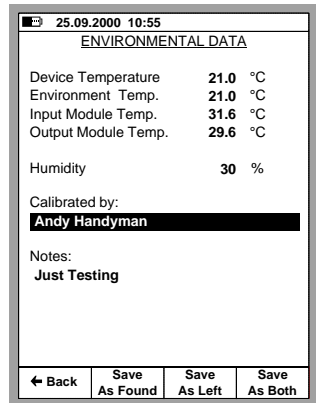 25.09.2000 10:55
ENVIRONMENTAL DATA
Device Temperature 21.0 °C
Environment Temp. 21.0 °C
Input Module Temp. 31.6 °C
Output Module Temp. 29.6 °C
Humidity 30 %
Calibrated by:
Andy Handyman
Notes:
Just Testing
← Back Save As Found Save As Left Save As Both